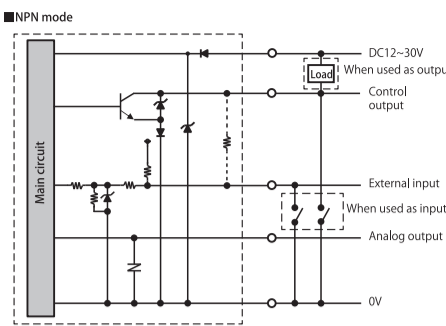 ■NPN mode
DC12~30V
Load
When used as outpu
Control
output
Main circuit
External input
When used as input
Analog output
0V